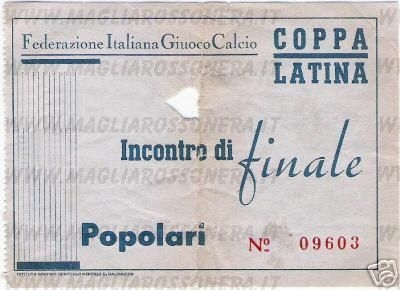 WWW.MAGLIAROSSONERA.IT
Federazione Italiana Giuoco Calcio
COPPA
LATINA
Incontro di finale
Popolari
No 09603